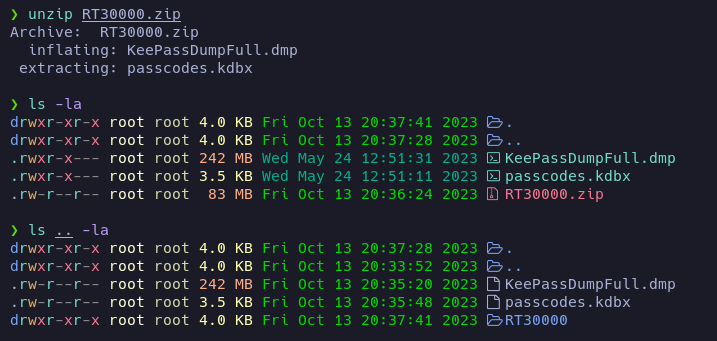 ❯ unzip RT30000.zip
Archive:  RT30000.zip
  inflating: KeePassDumpFull.dmp
 extracting: passcodes.kdbx
❯ ls -la
drwxr-xr-x root root 4.0 KB Fri Oct 13 20:37:41 2023 .
drwxr-xr-x root root 4.0 KB Fri Oct 13 20:37:28 2023 ..
.rwxr-x--- root root 242 MB Wed May 24 12:51:31 2023 KeePassDumpFull.dmp
.rwxr-x--- root root 3.5 KB Wed May 24 12:51:11 2023 passcodes.kdbx
.rw-r--r-- root root  83 MB Fri Oct 13 20:36:24 2023 RT30000.zip
❯ ls .. -la
drwxr-xr-x root root 4.0 KB Fri Oct 13 20:37:28 2023 .
drwxr-xr-x root root 4.0 KB Fri Oct 13 20:33:52 2023 ..
.rw-r--r-- root root 242 MB Fri Oct 13 20:35:20 2023 KeePassDumpFull.dmp
.rw-r--r-- root root 3.5 KB Fri Oct 13 20:35:48 2023 passcodes.kdbx
drwxr-xr-x root root 4.0 KB Fri Oct 13 20:37:41 2023 RT30000